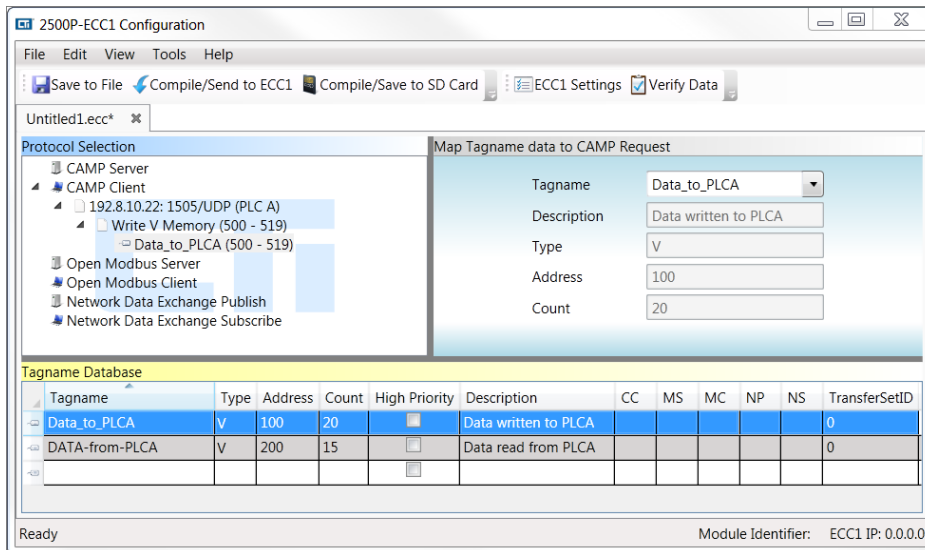 CTI 2500P-ECC1 Configuration
File Edit View Tools Help
Save to File Compile/Send to ECC1 Compile/Save to SD Card ECC1 Settings Verify Data
Untitled1.ecc*
Protocol Selection
CAMP Server
CAMP Client
192.8.10.22: 1505/UDP (PLC A)
Write V Memory (500 - 519)
Data_to_PLCA (500 - 519)
Open Modbus Server
Open Modbus Client
Network Data Exchange Publish
Network Data Exchange Subscribe
Map Tagname data to CAMP Request
Tagname Data_to_PLCA
Description Data written to PLCA
Type V
Address 100
Count 20
Tagname Database
Tagname Type Address Count High Priority Description CC MS MC NP NS TransferSetID
Data_to_PLCA V 100 20 Data written to PLCA 0
DATA-from-PLCA V 200 15 Data read from PLCA 0
Ready Module Identifier: ECC1 IP: 0.0.0.0